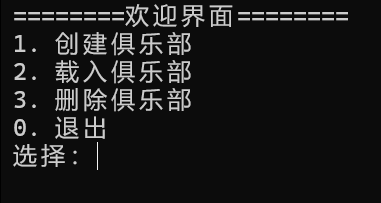 ========欢迎界面========
1. 创建俱乐部
2. 载入俱乐部
3. 删除俱乐部
0. 退出
选择: